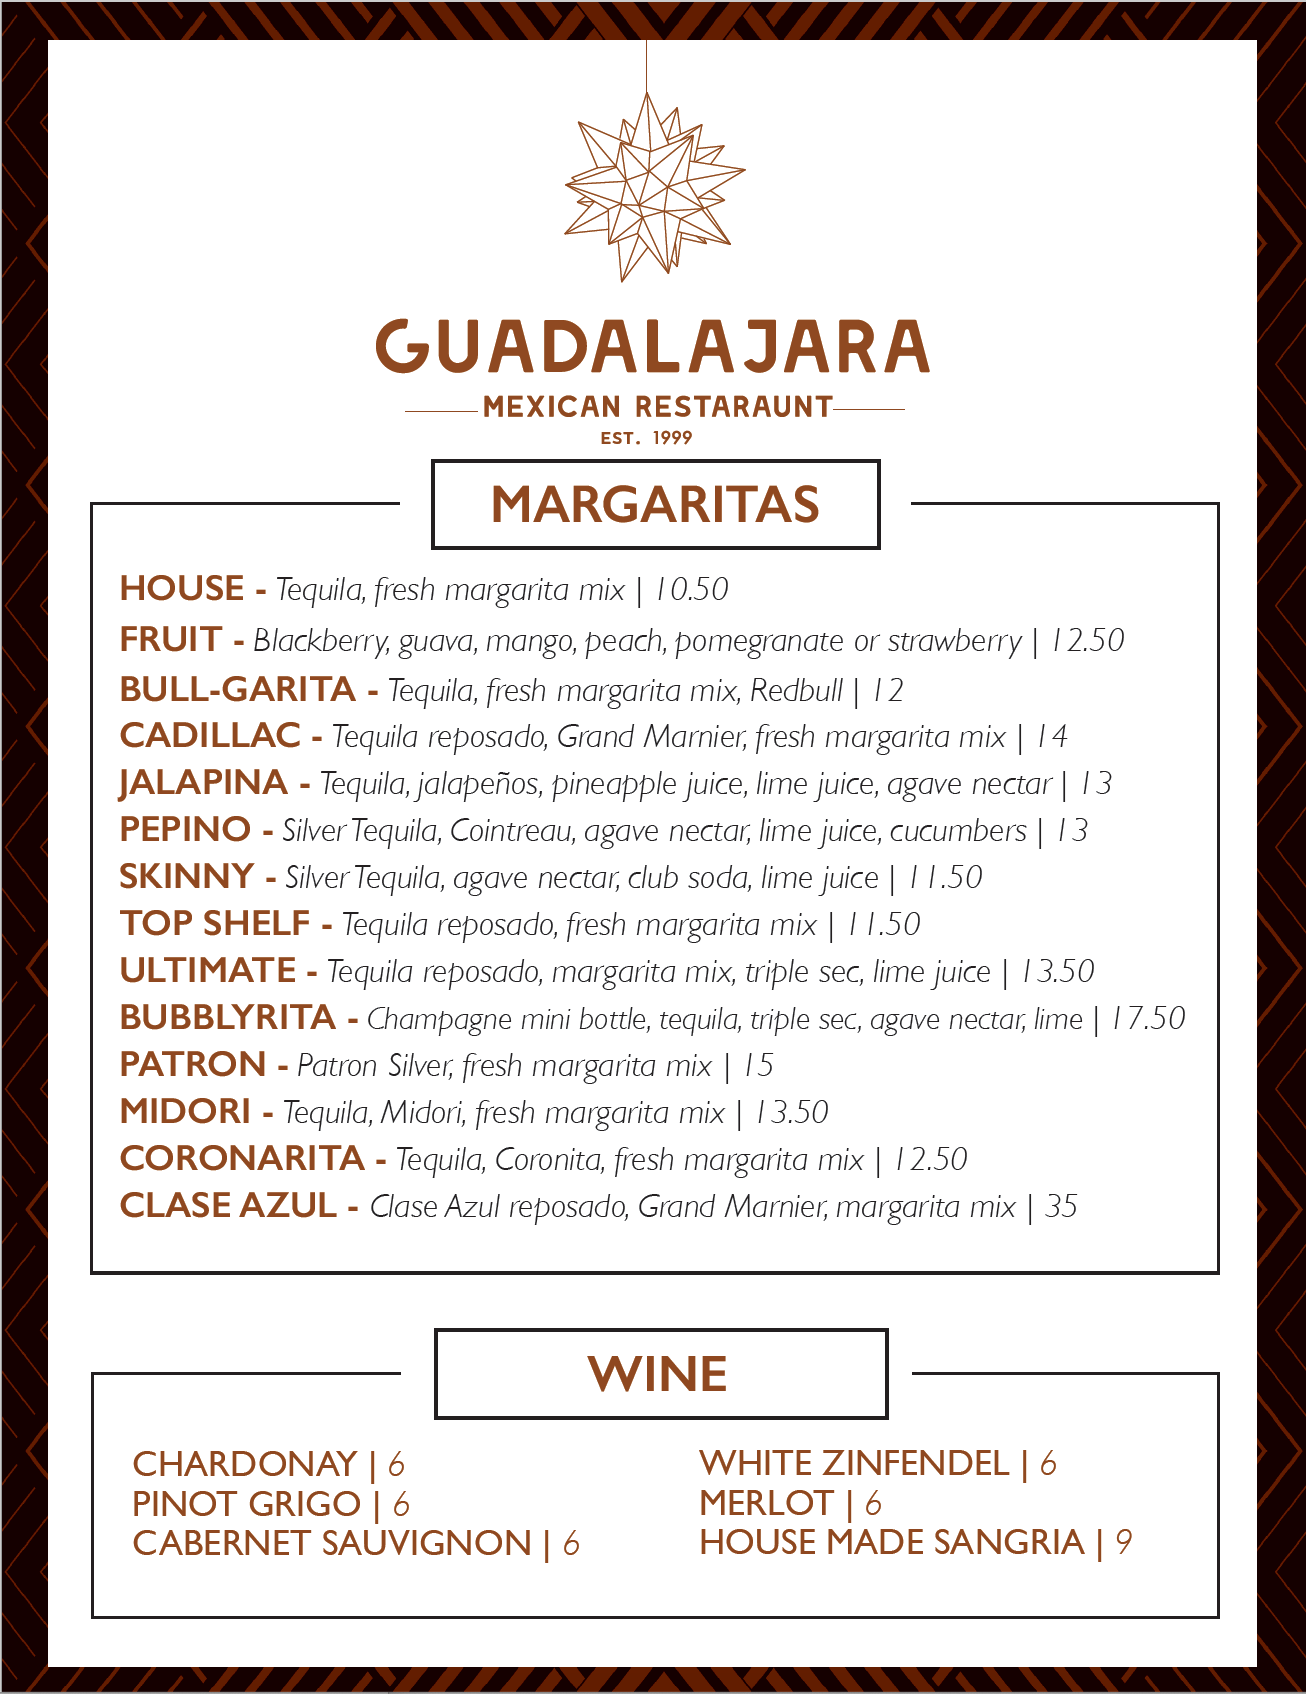 GUADALAJARA
MEXICAN RESTARAUNT
EST. 1999
MARGARITAS
HOUSE - Tequila, fresh margarita mix | 10.50
FRUIT - Blackberry, guava, mango, peach, pomegranate or strawberry | 12.50
BULL-GARITA - Tequila, fresh margarita mix, Redbull | 12
CADILLAC - Tequila reposado, Grand Marnier, fresh margarita mix | 14
JALAPINA - Tequila, jalapeños, pineapple juice, lime juice, agave nectar | 13
PEPINO - Silver Tequila, Cointreau, agave nectar, lime juice, cucumbers | 13
SKINNY - Silver Tequila, agave nectar, club soda, lime juice | 11.50
TOP SHELF - Tequila reposado, fresh margarita mix | 11.50
ULTIMATE - Tequila reposado, margarita mix, triple sec, lime juice | 13.50
BUBBLYRITA - Champagne mini bottle, tequila, triple sec, agave nectar, lime | 17.50
PATRON - Patron Silver, fresh margarita mix | 15
MIDORI - Tequila, Midori, fresh margarita mix | 13.50
CORONARITA - Tequila, Coronita, fresh margarita mix | 12.50
CLASE AZUL - Clase Azul reposado, Grand Marnier, margarita mix | 35
WINE
CHARDONAY | 6
PINOT GRIGO | 6
CABERNET SAUVIGNON | 6
WHITE ZINFENDEL | 6
MERLOT | 6
HOUSE MADE SANGRIA | 9